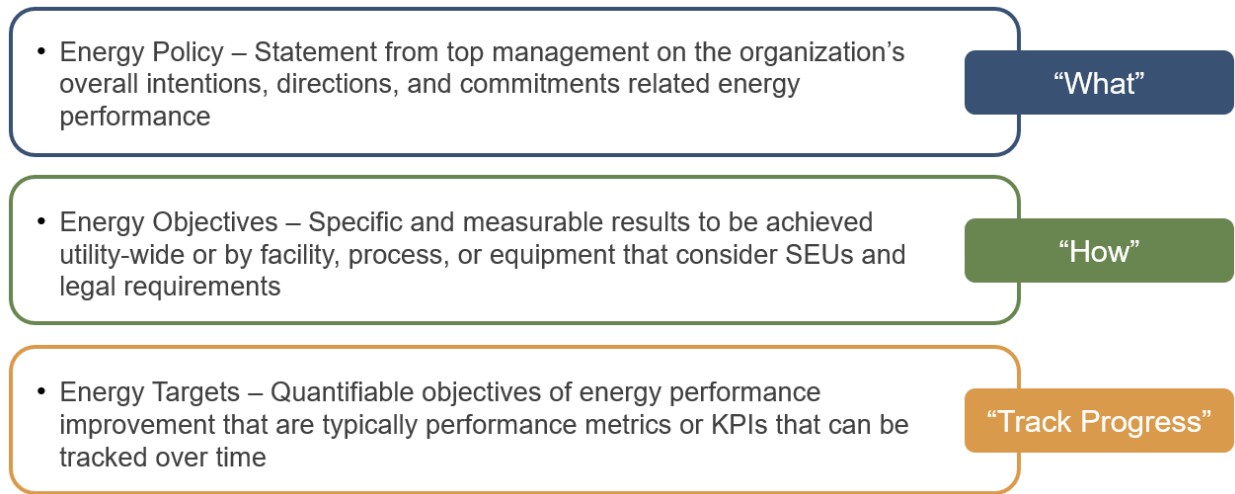 • Energy Policy – Statement from top management on the organization’s
overall intentions, directions, and commitments related energy
performance
“What”
• Energy Objectives – Specific and measurable results to be achieved
utility-wide or by facility, process, or equipment that consider SEUs and
legal requirements
“How”
• Energy Targets – Quantifiable objectives of energy performance
improvement that are typically performance metrics or KPIs that can be
tracked over time
“Track Progress”